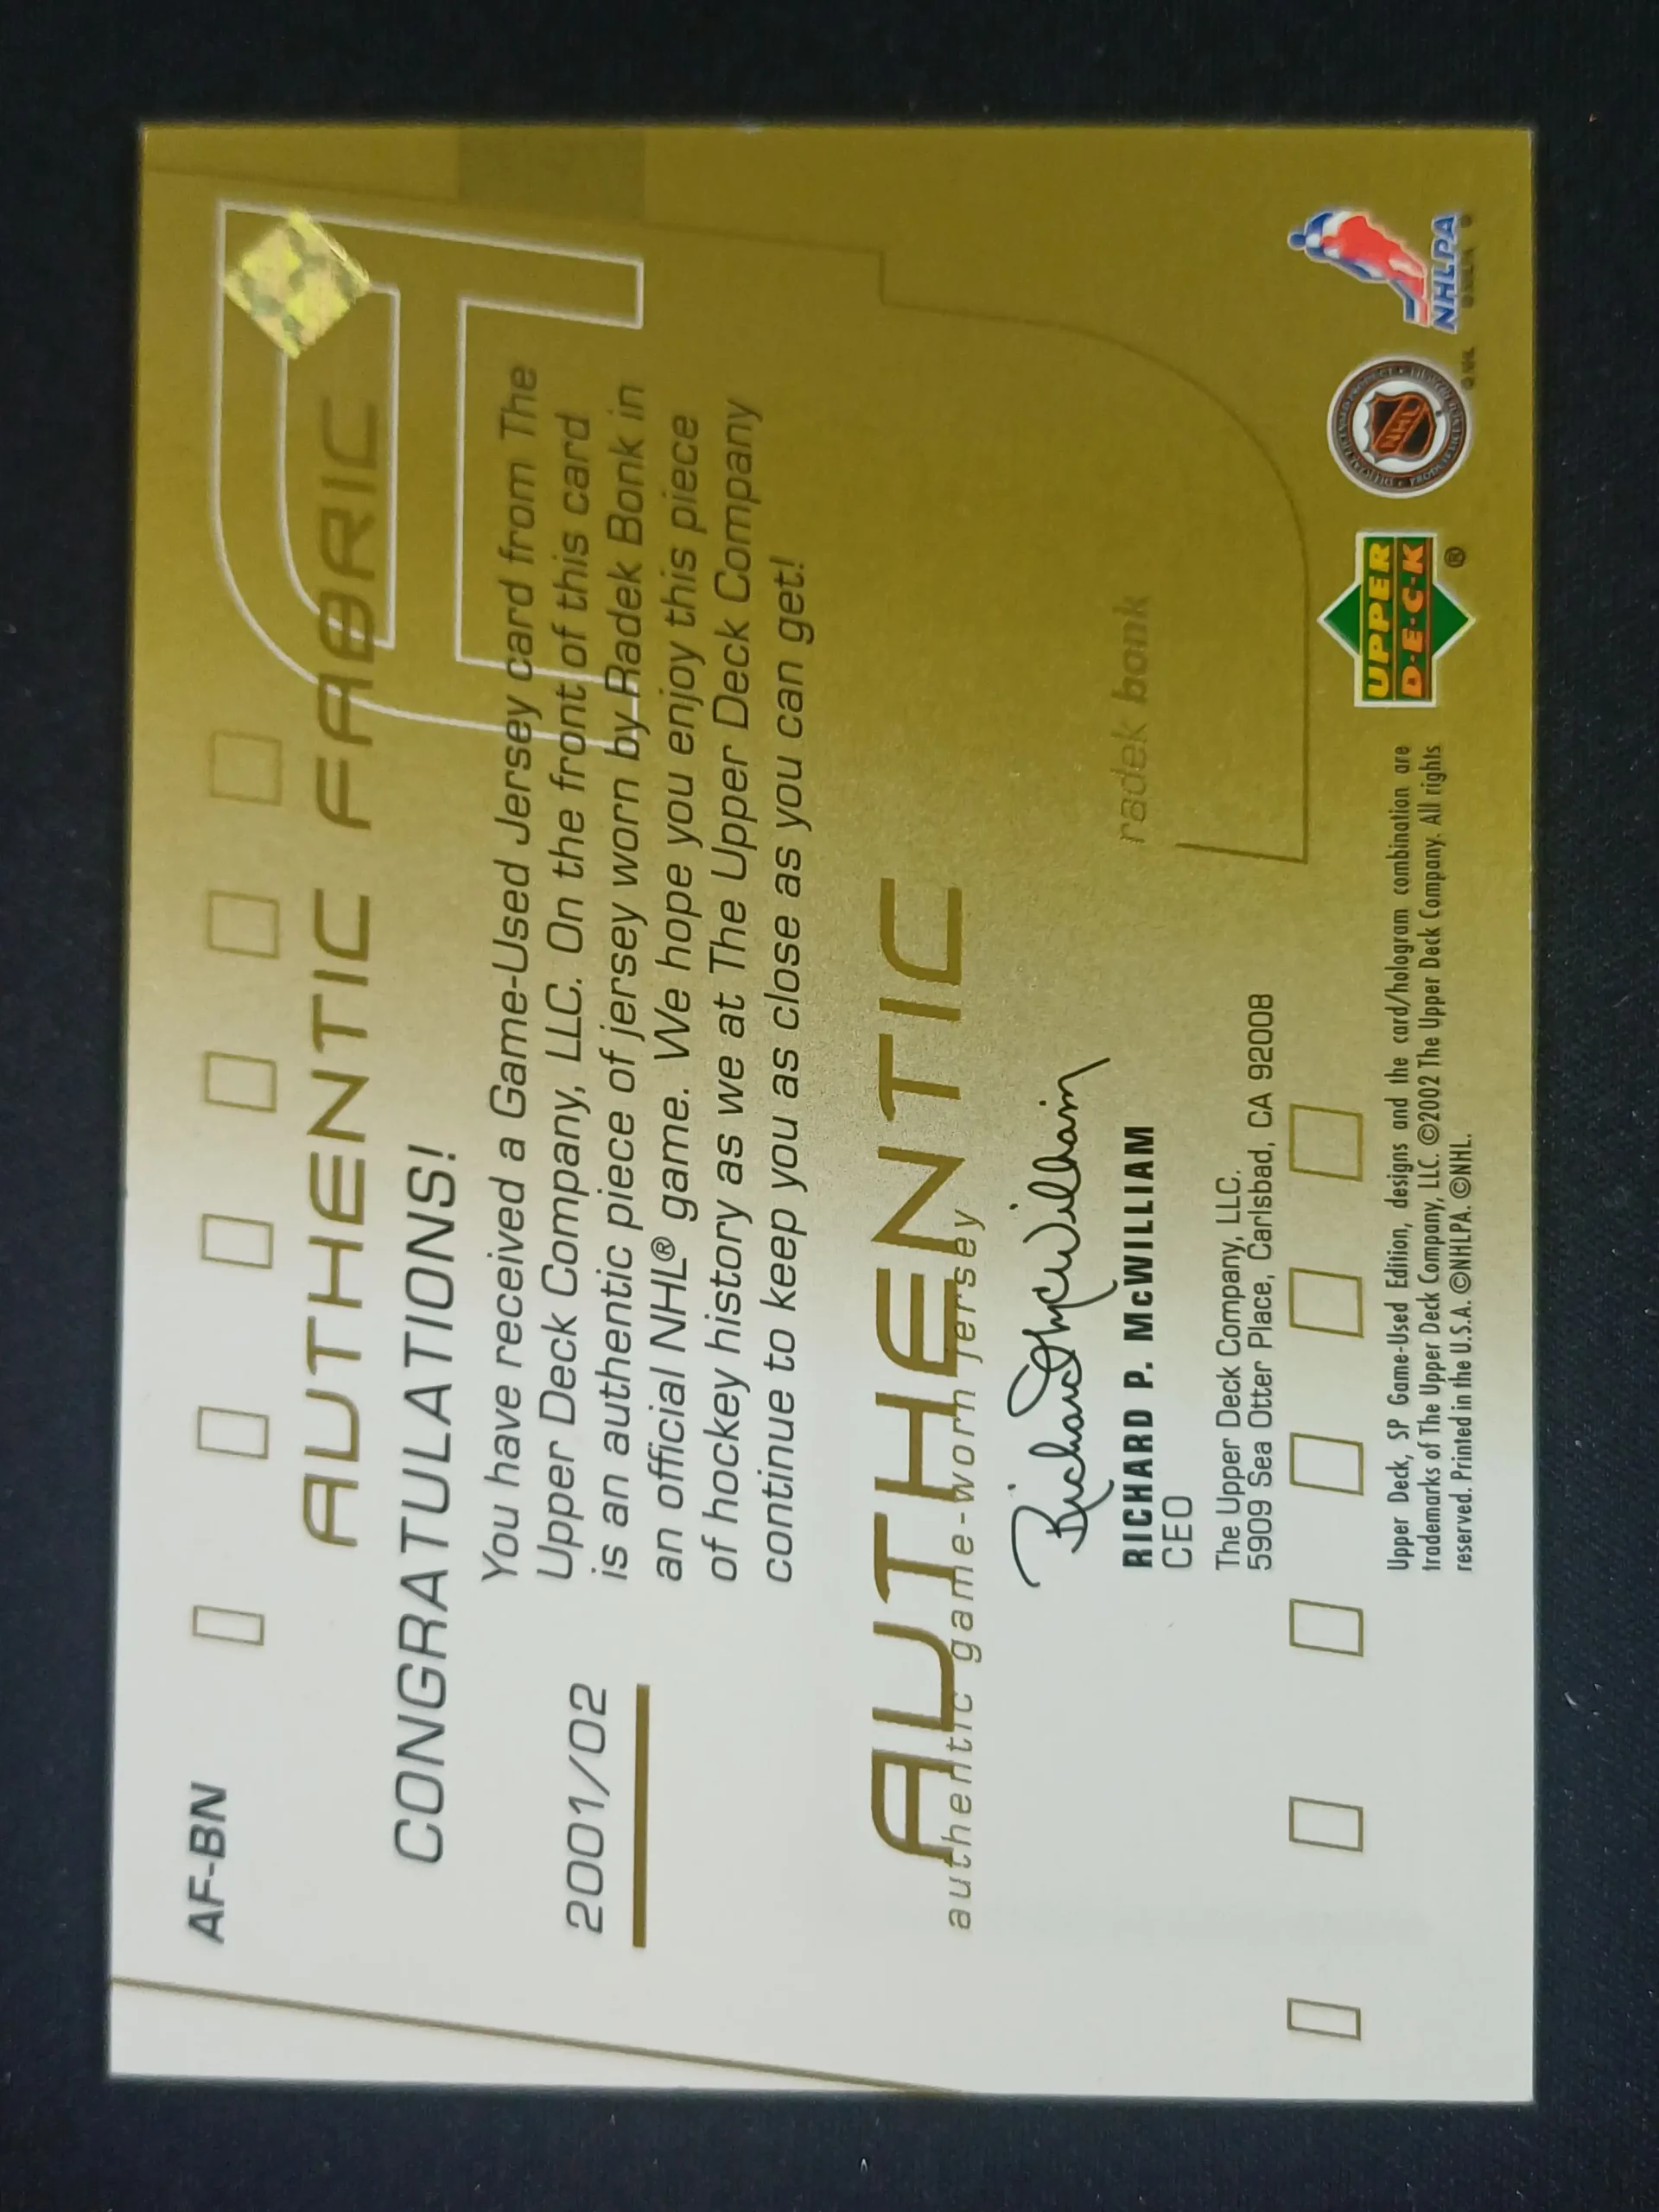 AF-BN
AUTHENTIC FABRIC
CONGRATULATIONS!
You have received a Game-Used Jersey card from The
Upper Deck Company, LLC. On the front of this card
is an authentic piece of jersey worn by Radek Bonk in
an official NHL® game. We hope you enjoy this piece
of hockey history as we at The Upper Deck Company
continue to keep you as close as you can get!
2001/02
AUTHENTIC
authentic game-worn jersey
Richard P. McWilliam
radek bonk
RICHARD P. McWILLIAM
CEO
The Upper Deck Company, LLC.
5909 Sea Otter Place, Carlsbad, CA 92008
Upper Deck, SP Game-Used Edition, designs and the card/hologram combination are
trademarks of The Upper Deck Company, LLC. ©2002 The Upper Deck Company. All rights
reserved. Printed in the U.S.A. ©NHLPA. ©NHL.
UPPER
D·E·C·K
®
NHL
© NHL
NHLPA